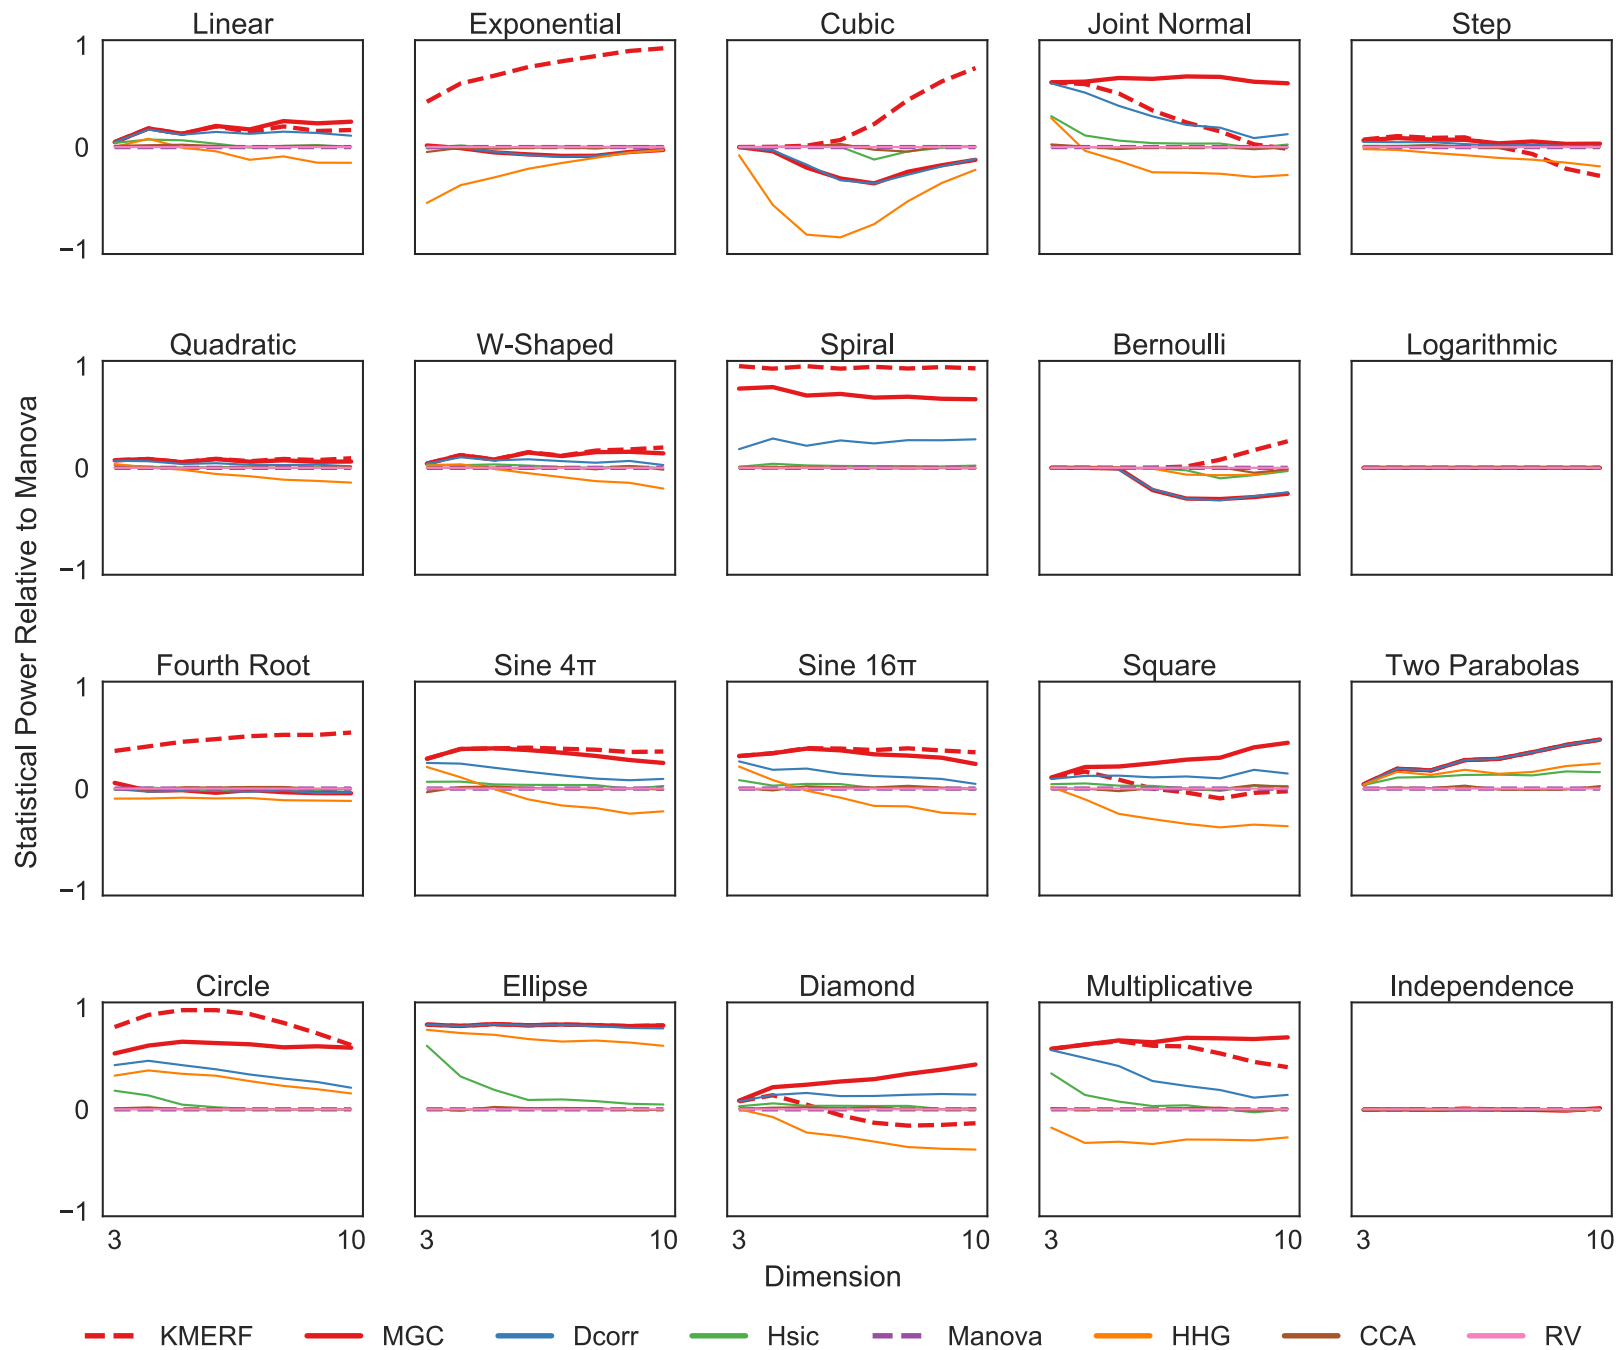 Linear Exponential Cubic Joint Normal Step
1
0
−1
Quadratic W-Shaped Spiral Bernoulli Logarithmic
1
0
−1
Statistical Power Relative to Manova
Fourth Root Sine 4π Sine 16π Square Two Parabolas
1
0
−1
Circle Ellipse Diamond Multiplicative Independence
1
0
−1
3 10 3 10 3 10 3 10 3 10
Dimension
KMERF MGC Dcorr Hsic Manova HHG CCA RV